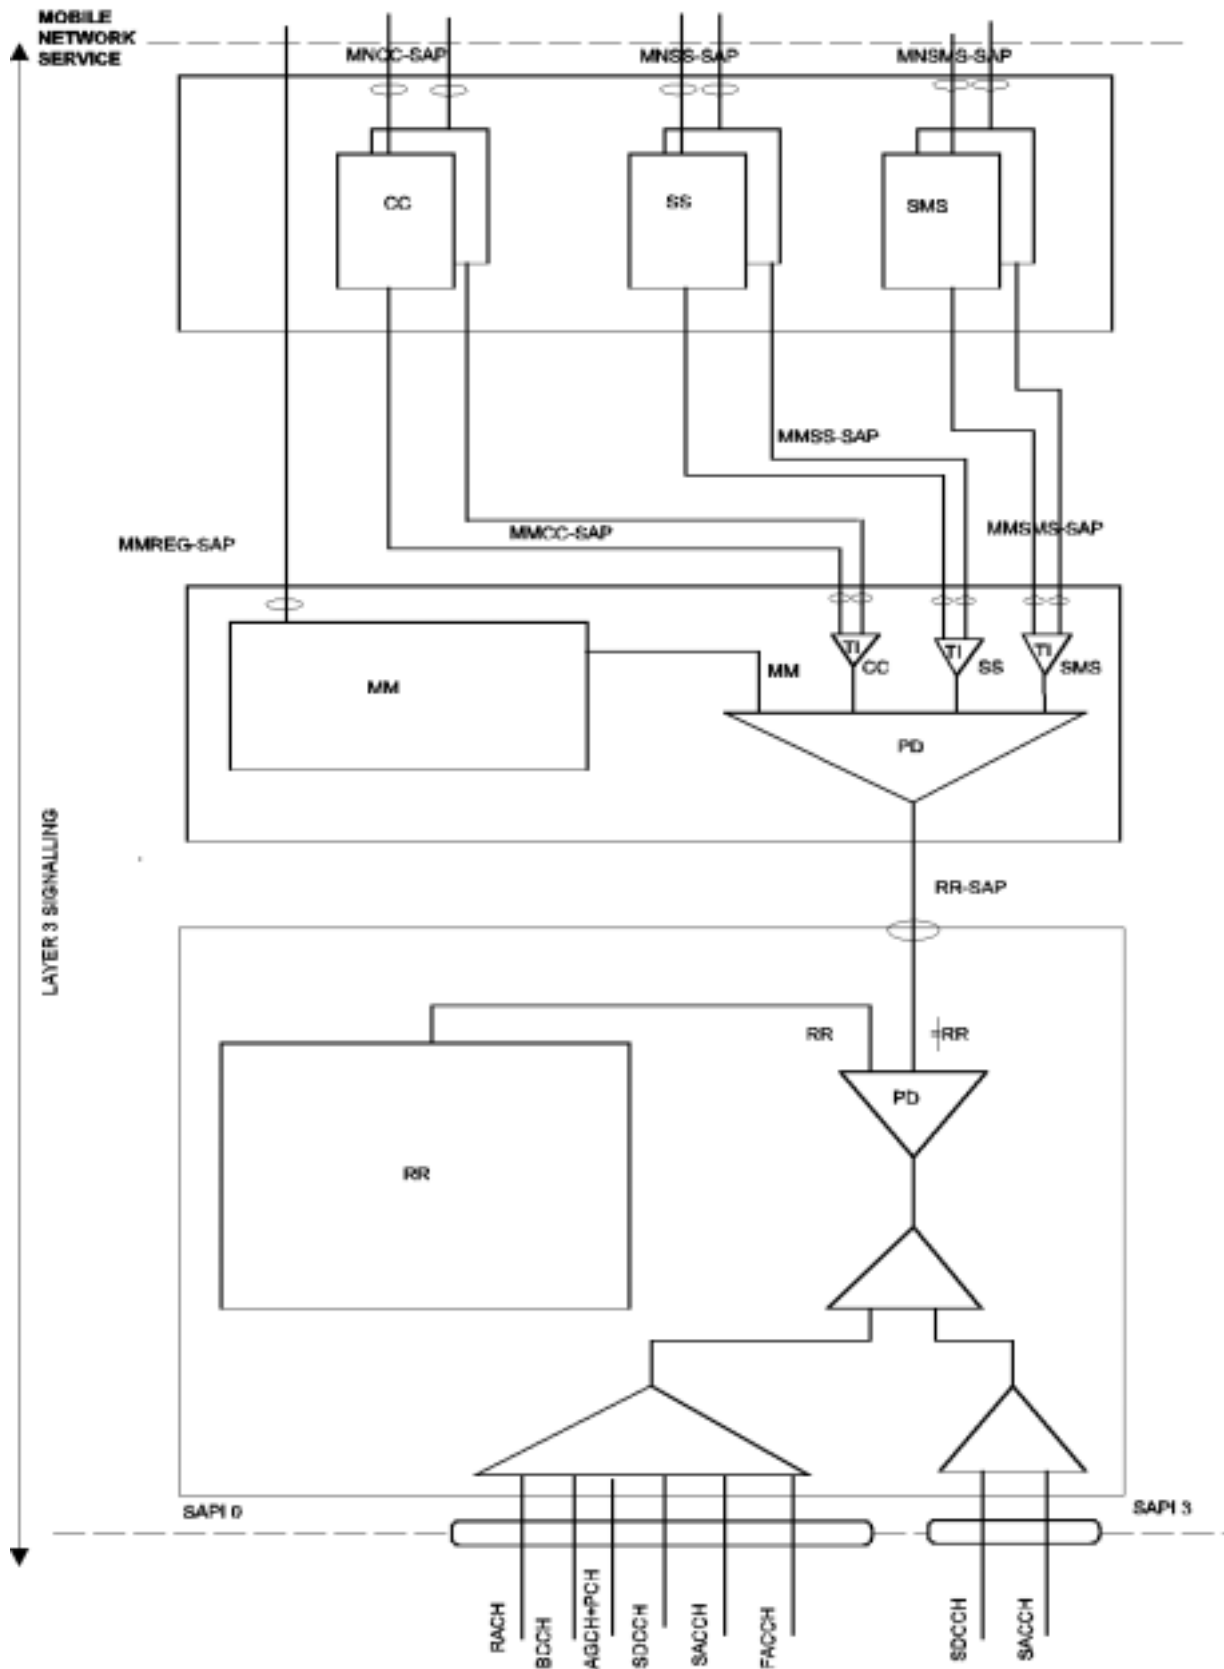 MOBILE
NETWORK
SERVICE
MNCC-SAP
MNSS-SAP
MNSMS-SAP
CC
SS
SMS
MMSS-SAP
MMREG-SAP
MMCC-SAP
MMSMS-SAP
TI
TI
TI
MM
CC
SS
SMS
MM
PD
LAYER 3 SIGNALLING
RR-SAP
RR
≠RR
PD
RR
SAPI 0
SAPI 3
RACH
BCCH
AGCH+PCH
SDCCH
SACCH
FACCH
SDCCH
SACCH